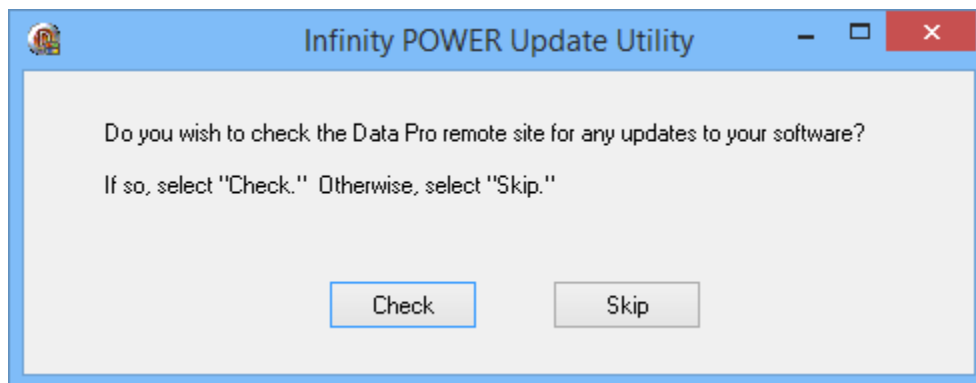 Infinity POWER Update Utility
Do you wish to check the Data Pro remote site for any updates to your software?
If so, select "Check." Otherwise, select "Skip."
Check
Skip